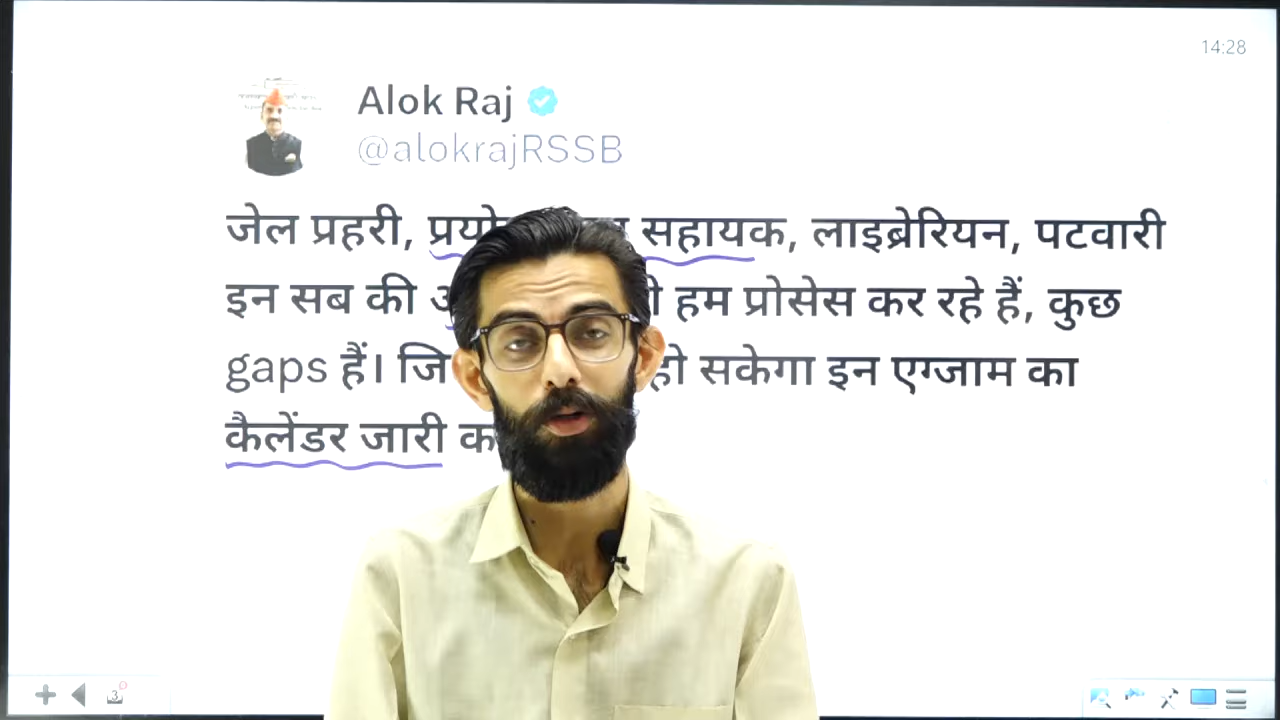 14:28
Alok Raj
@alokrajRSSB
जेल प्रहरी, सहायक, लाइब्रेरियन, पटवारी
इन सब की हम प्रोसेस कर रहे हैं, कुछ
gaps हैं। हो सकेगा इन एग्जाम का
कैलेंडर जारी
3